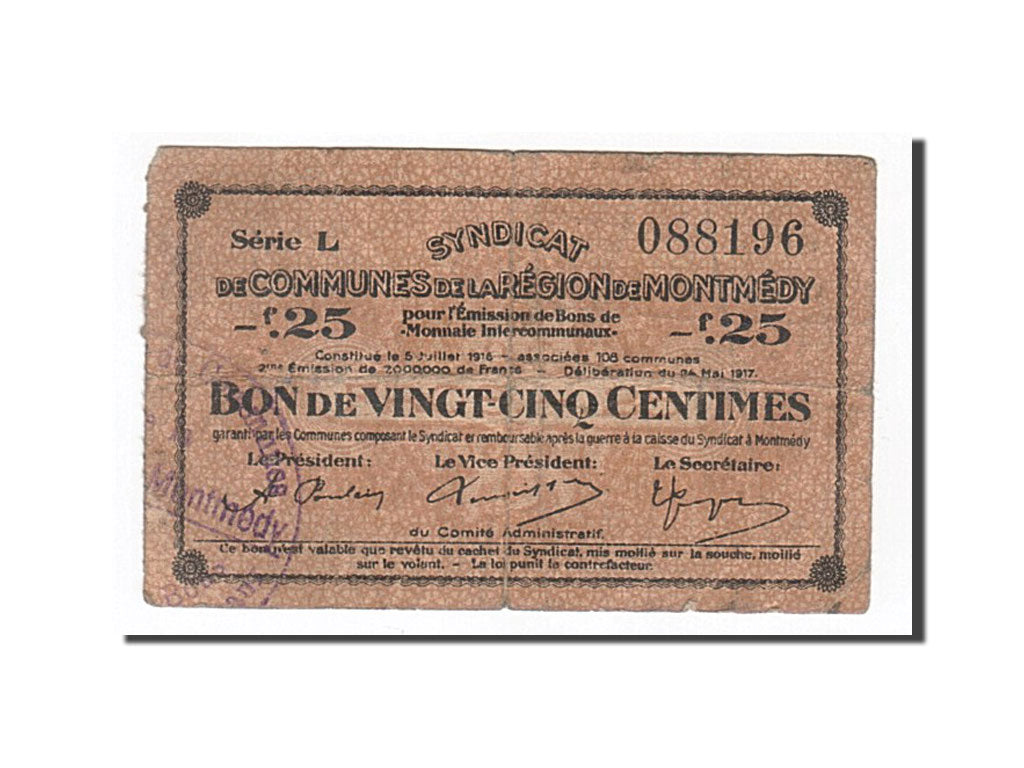 Série L
088196
SYNDICAT
DE COMMUNES DE LA RÉGION DE MONTMÉDY
pour l'Émission de Bons de
-Monnaie Intercommunaux-
-f.25
-f.25
Constitué le 5 Juillet 1916 - associées 108 communes
2me Émission de 2000000 de Francs - Délibération du 24 Mai 1917.
BON DE VINGT-CINQ CENTIMES
garanti par les Communes composant le Syndicat et remboursable après la guerre à la caisse du Syndicat à Montmédy
Le Président:
Le Vice Président:
Le Secrétaire:
du Comité Administratif.
Ce bon n'est valable que revêtu du cachet du Syndicat, mis moitié sur la souche, moitié
sur le volant. - La loi punit le contrefacteur.
Montmédy